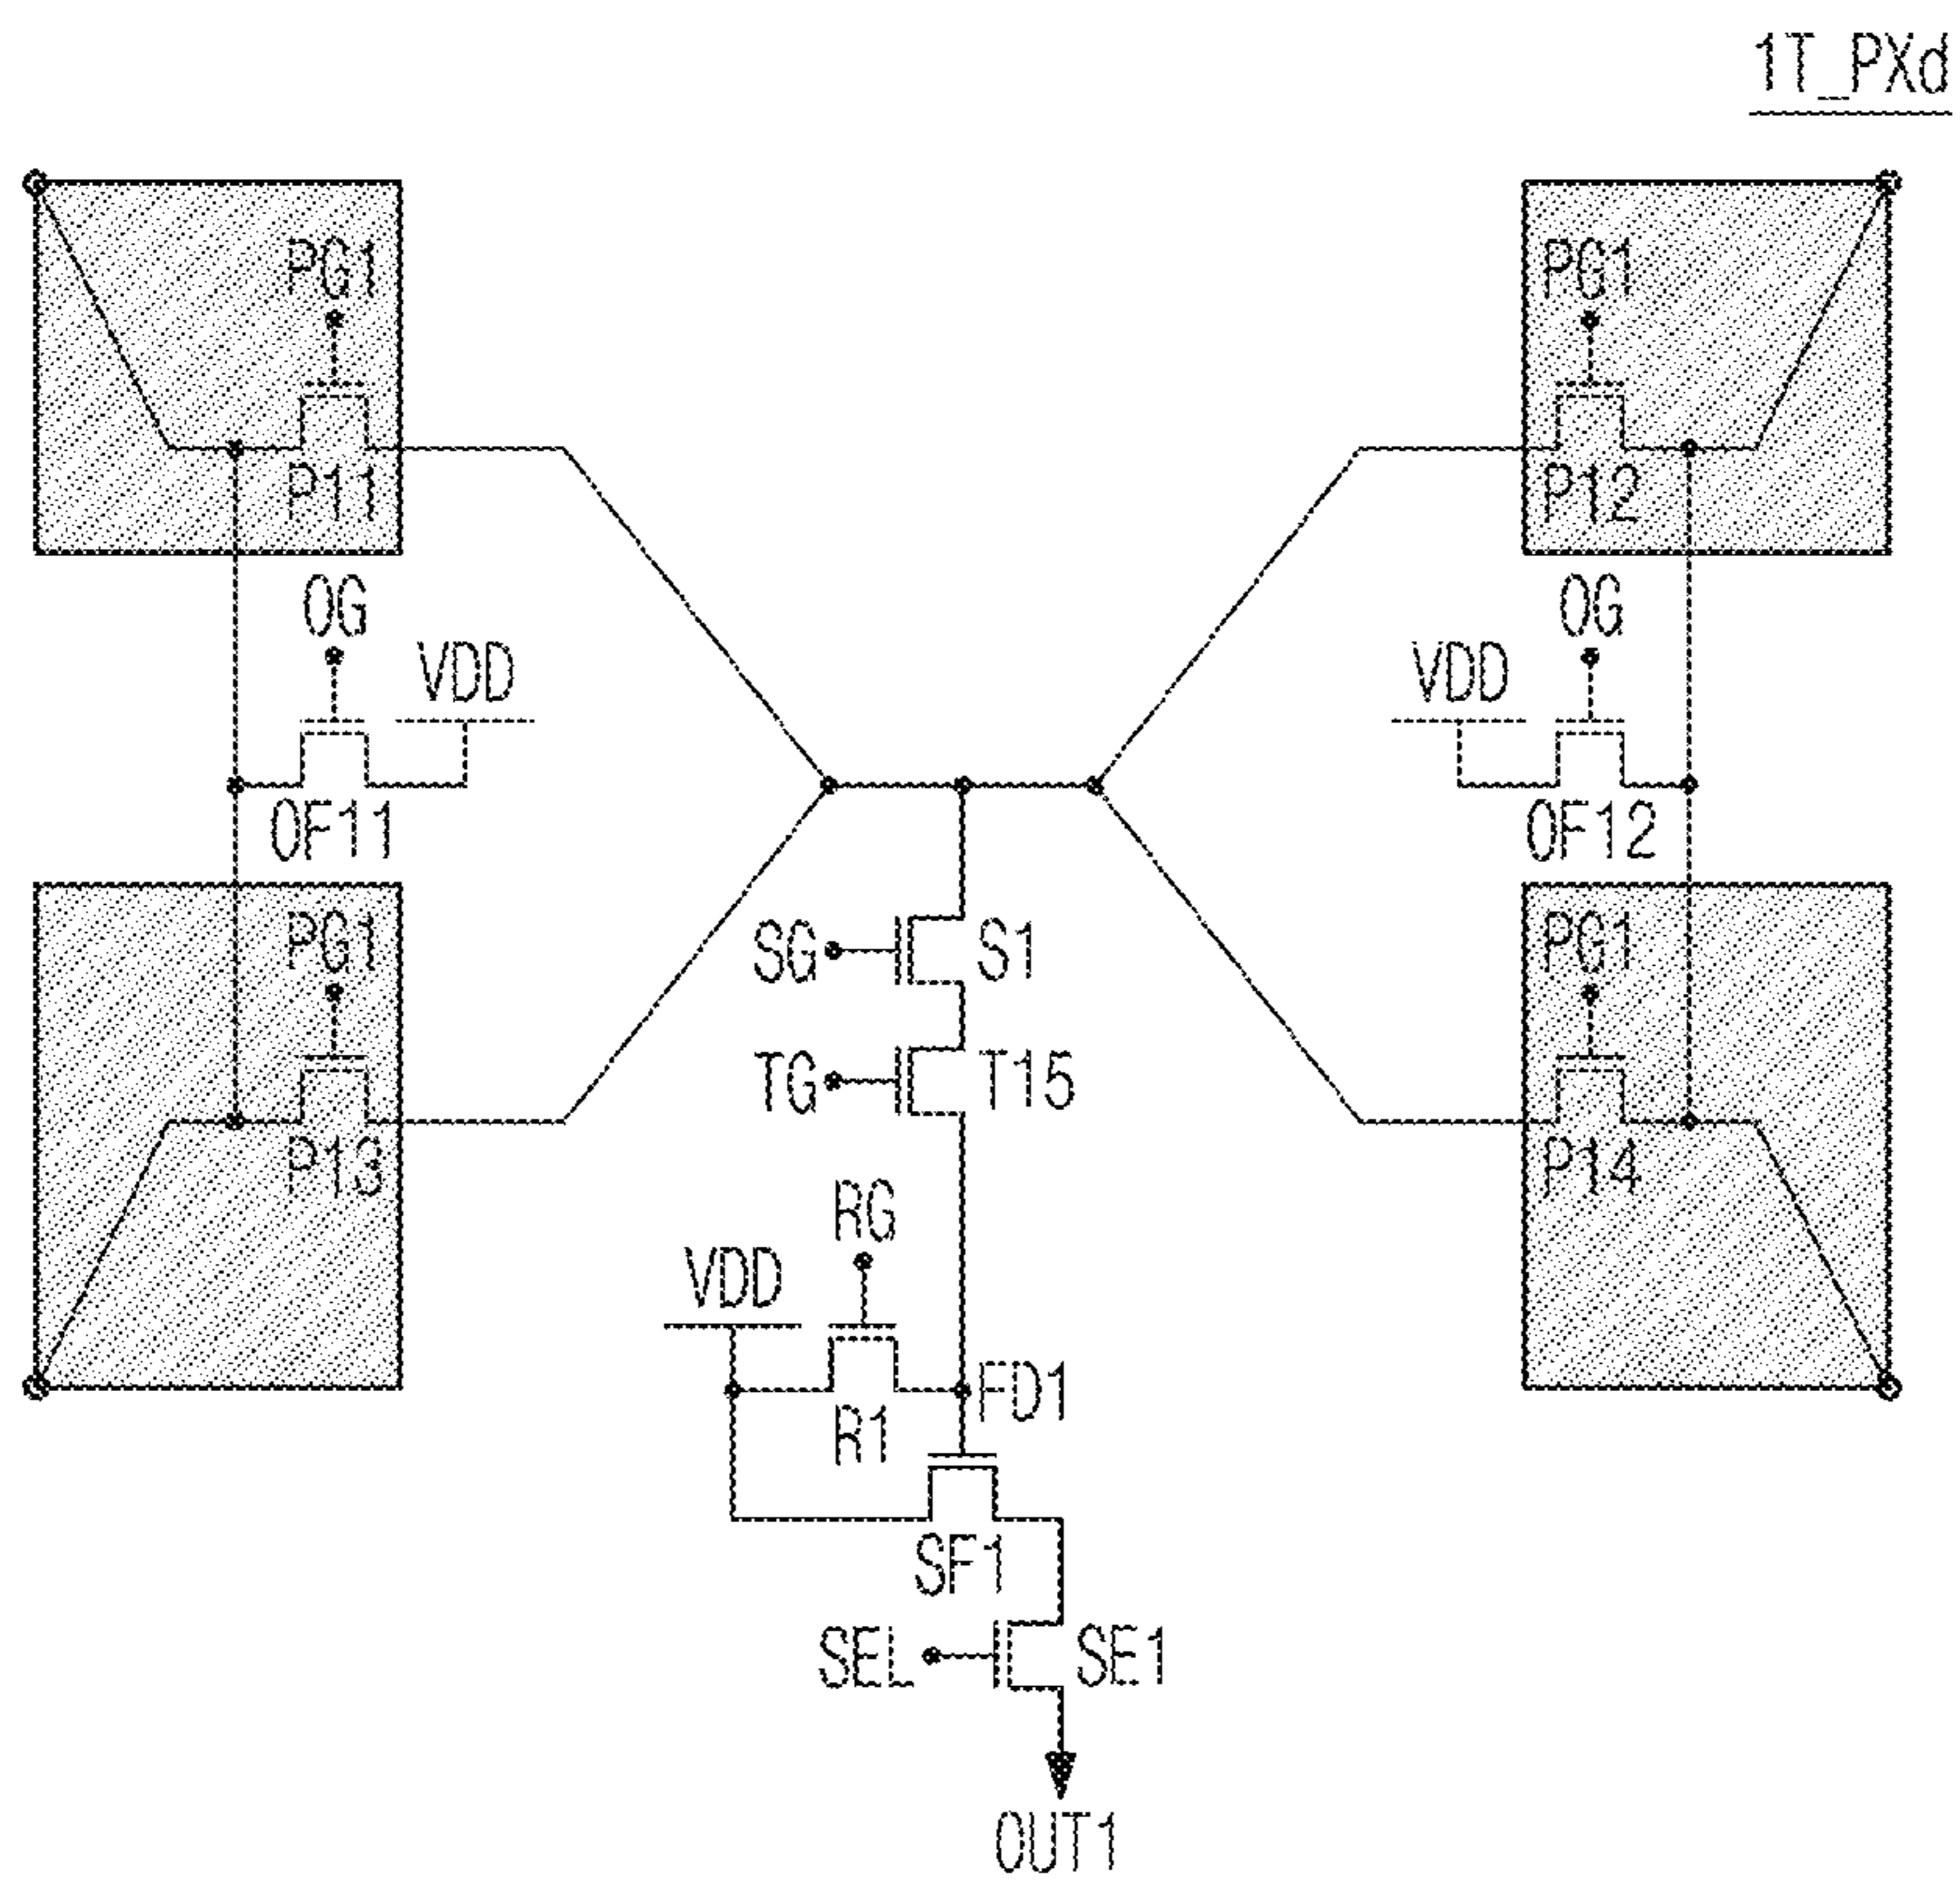 1T_PXd
PG1
PG1
P11
P12
OG
OG
VDD
VDD
OF11
OF12
PG1
PG1
SG
S1
TG
T15
P13
P14
RG
VDD
FD1
R1
SF1
SEL
SE1
OUT1